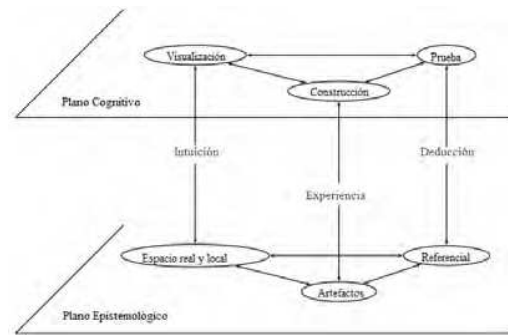 Visualización
Prueba
Construcción
Plano Cognitivo
Intuición
Deducción
Experiencia
Espacio real y local
Referencial
Artefactos
Plano Epistemológico